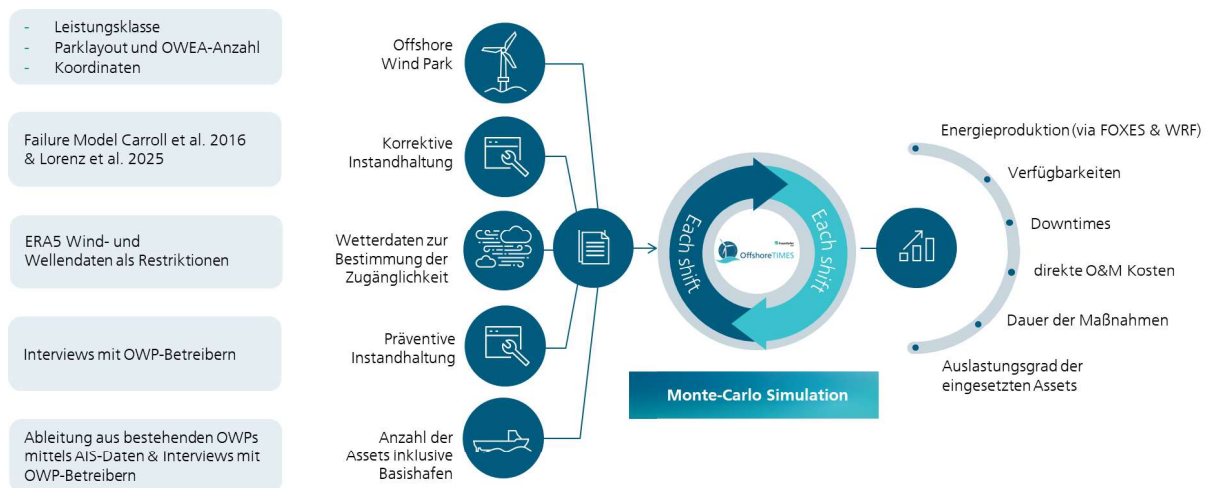 - Leistungsklasse
- Parklayout und OWEA-Anzahl
- Koordinaten
Failure Model Carroll et al. 2016
& Lorenz et al. 2025
ERA5 Wind- und
Wellendaten als Restriktionen
Interviews mit OWP-Betreibern
Ableitung aus bestehenden OWPs
mittels AIS-Daten & Interviews mit
OWP-Betreibern
Offshore
Wind Park
Korrektive
Instandhaltung
Wetterdaten zur
Bestimmung der
Zugänglichkeit
Präventive
Instandhaltung
Anzahl der
Assets inklusive
Basishafen
Each shift
Each shift
OffshoreTIMES
Monte-Carlo Simulation
Energieproduktion (via FOXES & WRF)
Verfügbarkeiten
Downtimes
direkte O&M Kosten
Dauer der Maßnahmen
Auslastungsgrad der
eingesetzten Assets